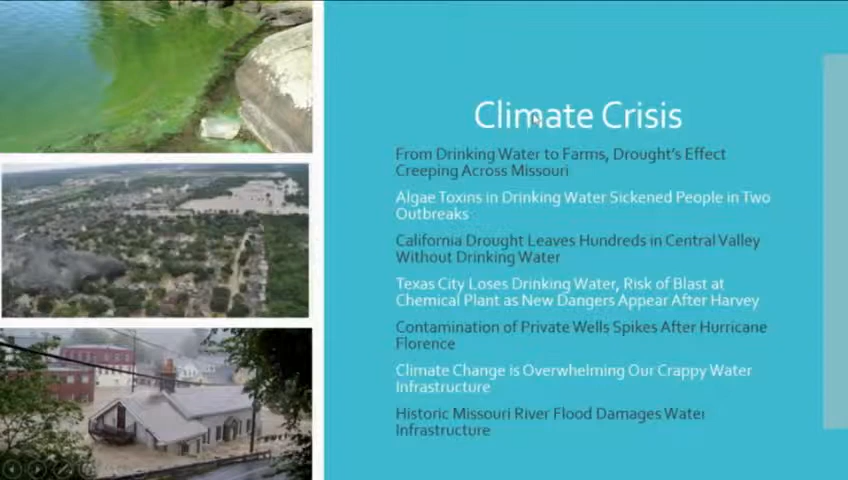 Climate Crisis
From Drinking Water to Farms, Drought's Effect
Creeping Across Missouri
Algae Toxins in Drinking Water Sickened People in Two
Outbreaks
California Drought Leaves Hundreds in Central Valley
Without Drinking Water
Texas City Loses Drinking Water, Risk of Blast at
Chemical Plant as New Dangers Appear After Harvey
Contamination of Private Wells Spikes After Hurricane
Florence
Climate Change is Overwhelming Our Crappy Water
Infrastructure
Historic Missouri River Flood Damages Water
Infrastructure